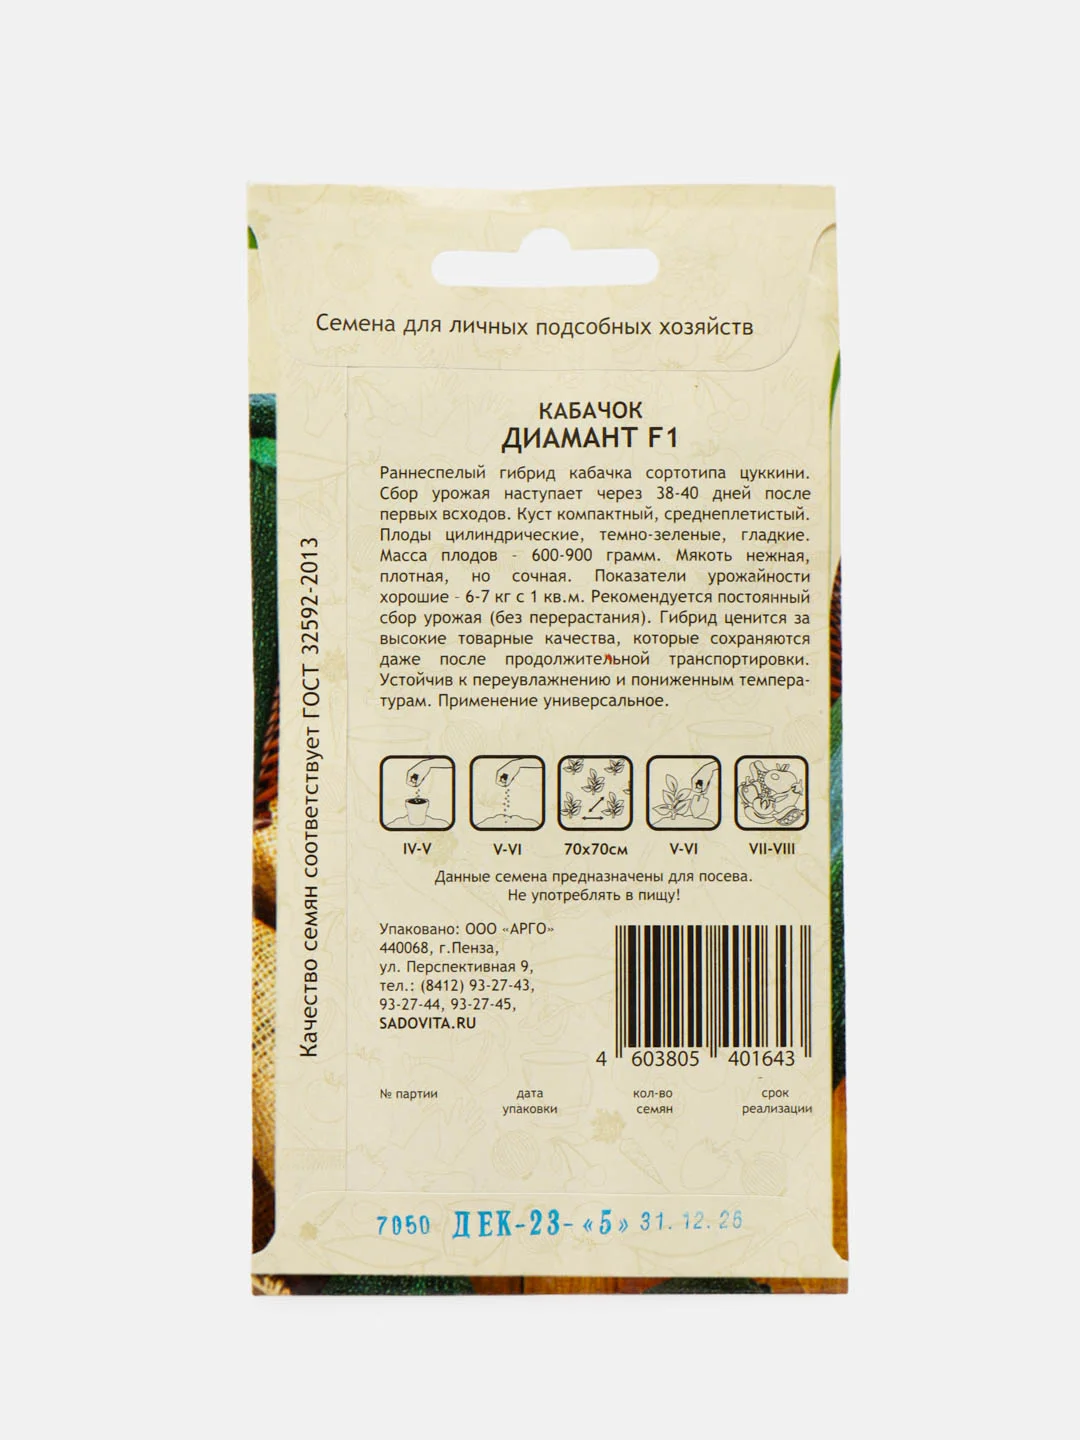 Семена для личных подсобных хозяйств
КАБАЧОК
ДИАМАНТ F1
Раннеспелый гибрид кабачка сортотипа цуккини.
Сбор урожая наступает через 38-40 дней после
первых всходов. Куст компактный, среднеплетистый.
Плоды цилиндрические, темно-зеленые, гладкие.
Масса плодов - 600-900 грамм. Мякоть нежная,
плотная, но сочная. Показатели урожайности
хорошие - 6-7 кг с 1 кв.м. Рекомендуется постоянный
сбор урожая (без перерастания). Гибрид ценится за
высокие товарные качества, которые сохраняются
даже после продолжительной транспортировки.
Устойчив к переувлажнению и пониженным темпера-
турам. Применение универсальное.
Качество семян соответствует ГОСТ 32592-2013
IV-V V-VI 70х70см V-VI VII-VIII
Данные семена предназначены для посева.
Не употреблять в пищу!
Упаковано: ООО «АРГО»
440068, г.Пенза,
ул. Перспективная 9,
тел.: (8412) 93-27-43,
93-27-44, 93-27-45,
SADOVITA.RU
4 603805 401643
№ партии дата кол-во срок
упаковки семян реализации
7050 ДЕК-23-«5» 31.12.26